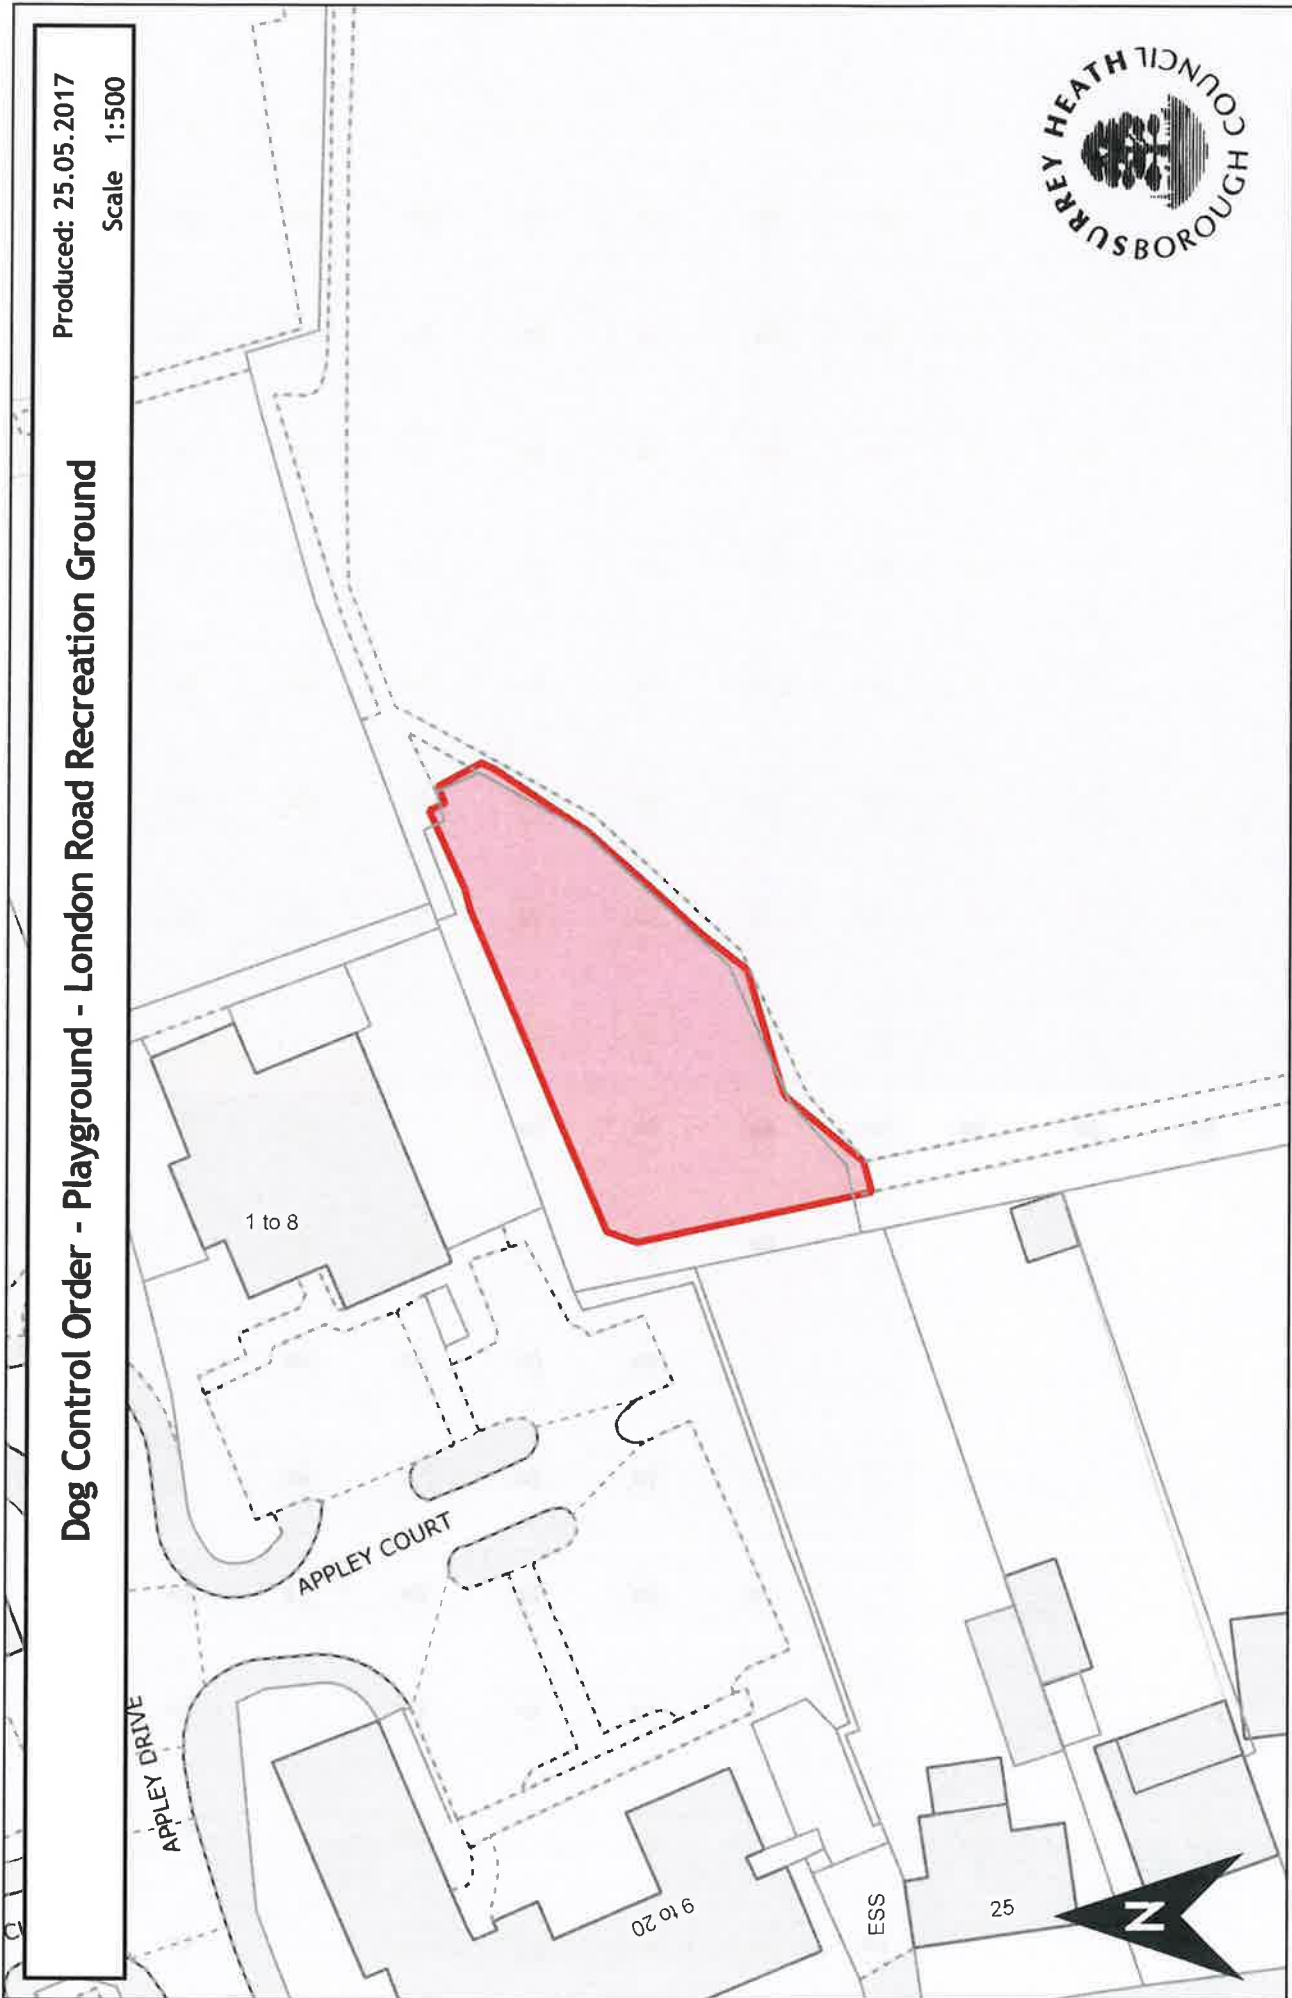 Dog Control Order - Playground - London Road Recreation Ground
Produced: 25.05.2017
Scale 1:500
SURREY HEATH
BOROUGH COUNCIL
APPLEY DRIVE
APPLEY COURT
1 to 8
9 to 20
ESS
25
N